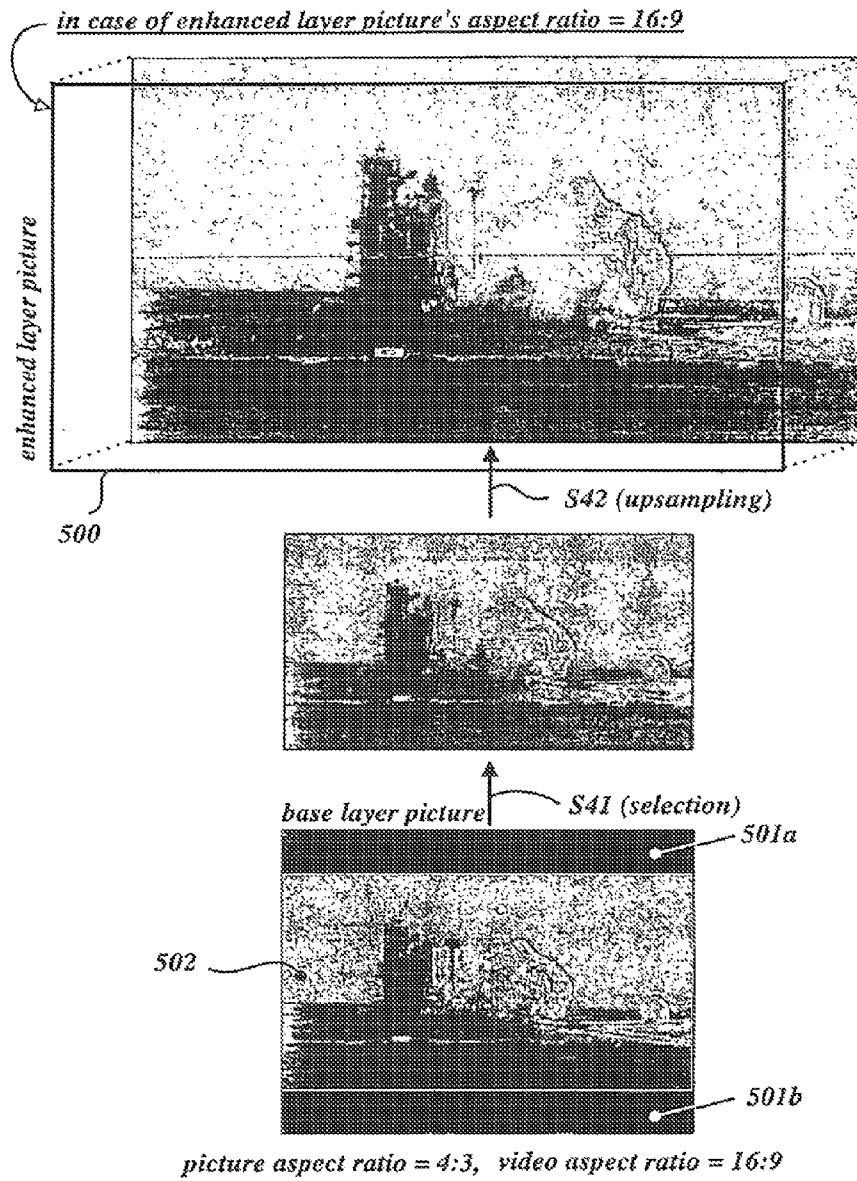 in case of enhanced layer picture's aspect ratio = 16:9
enhanced layer picture
500
S42 (upsampling)
base layer picture
S41 (selection)
501a
502
501b
picture aspect ratio = 4:3, video aspect ratio = 16:9